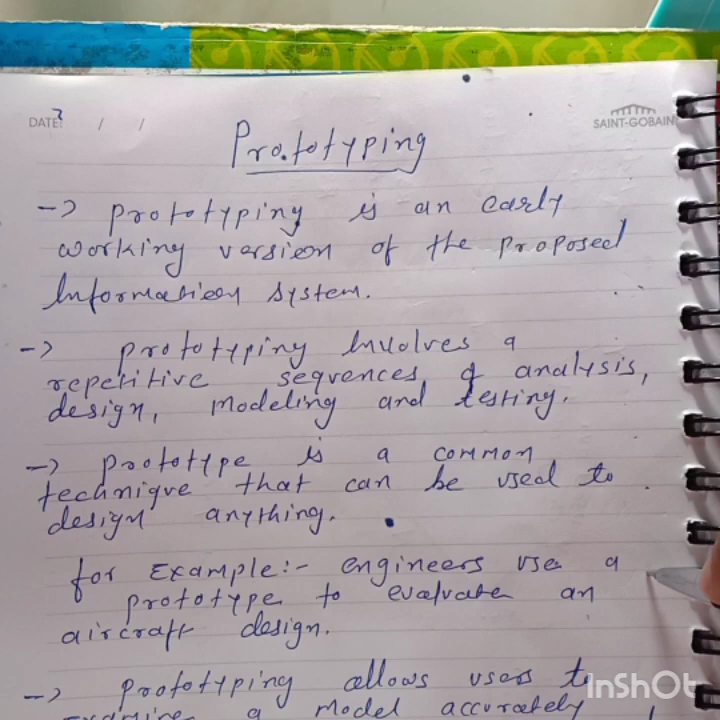 DATE: / /
SAINT-GOBAIN
Prototyping
-> prototyping is an early
working version of the proposed
Information system.
-> prototyping involves a
repetitive sequences of analysis,
design, modeling and testing.
-> prototype is a common
technique that can be used to
design anything.
for Example:- engineers use a
prototype to evaluate an
aircraft design.
-> prototyping allows users to
examine a model accurately
InShOt